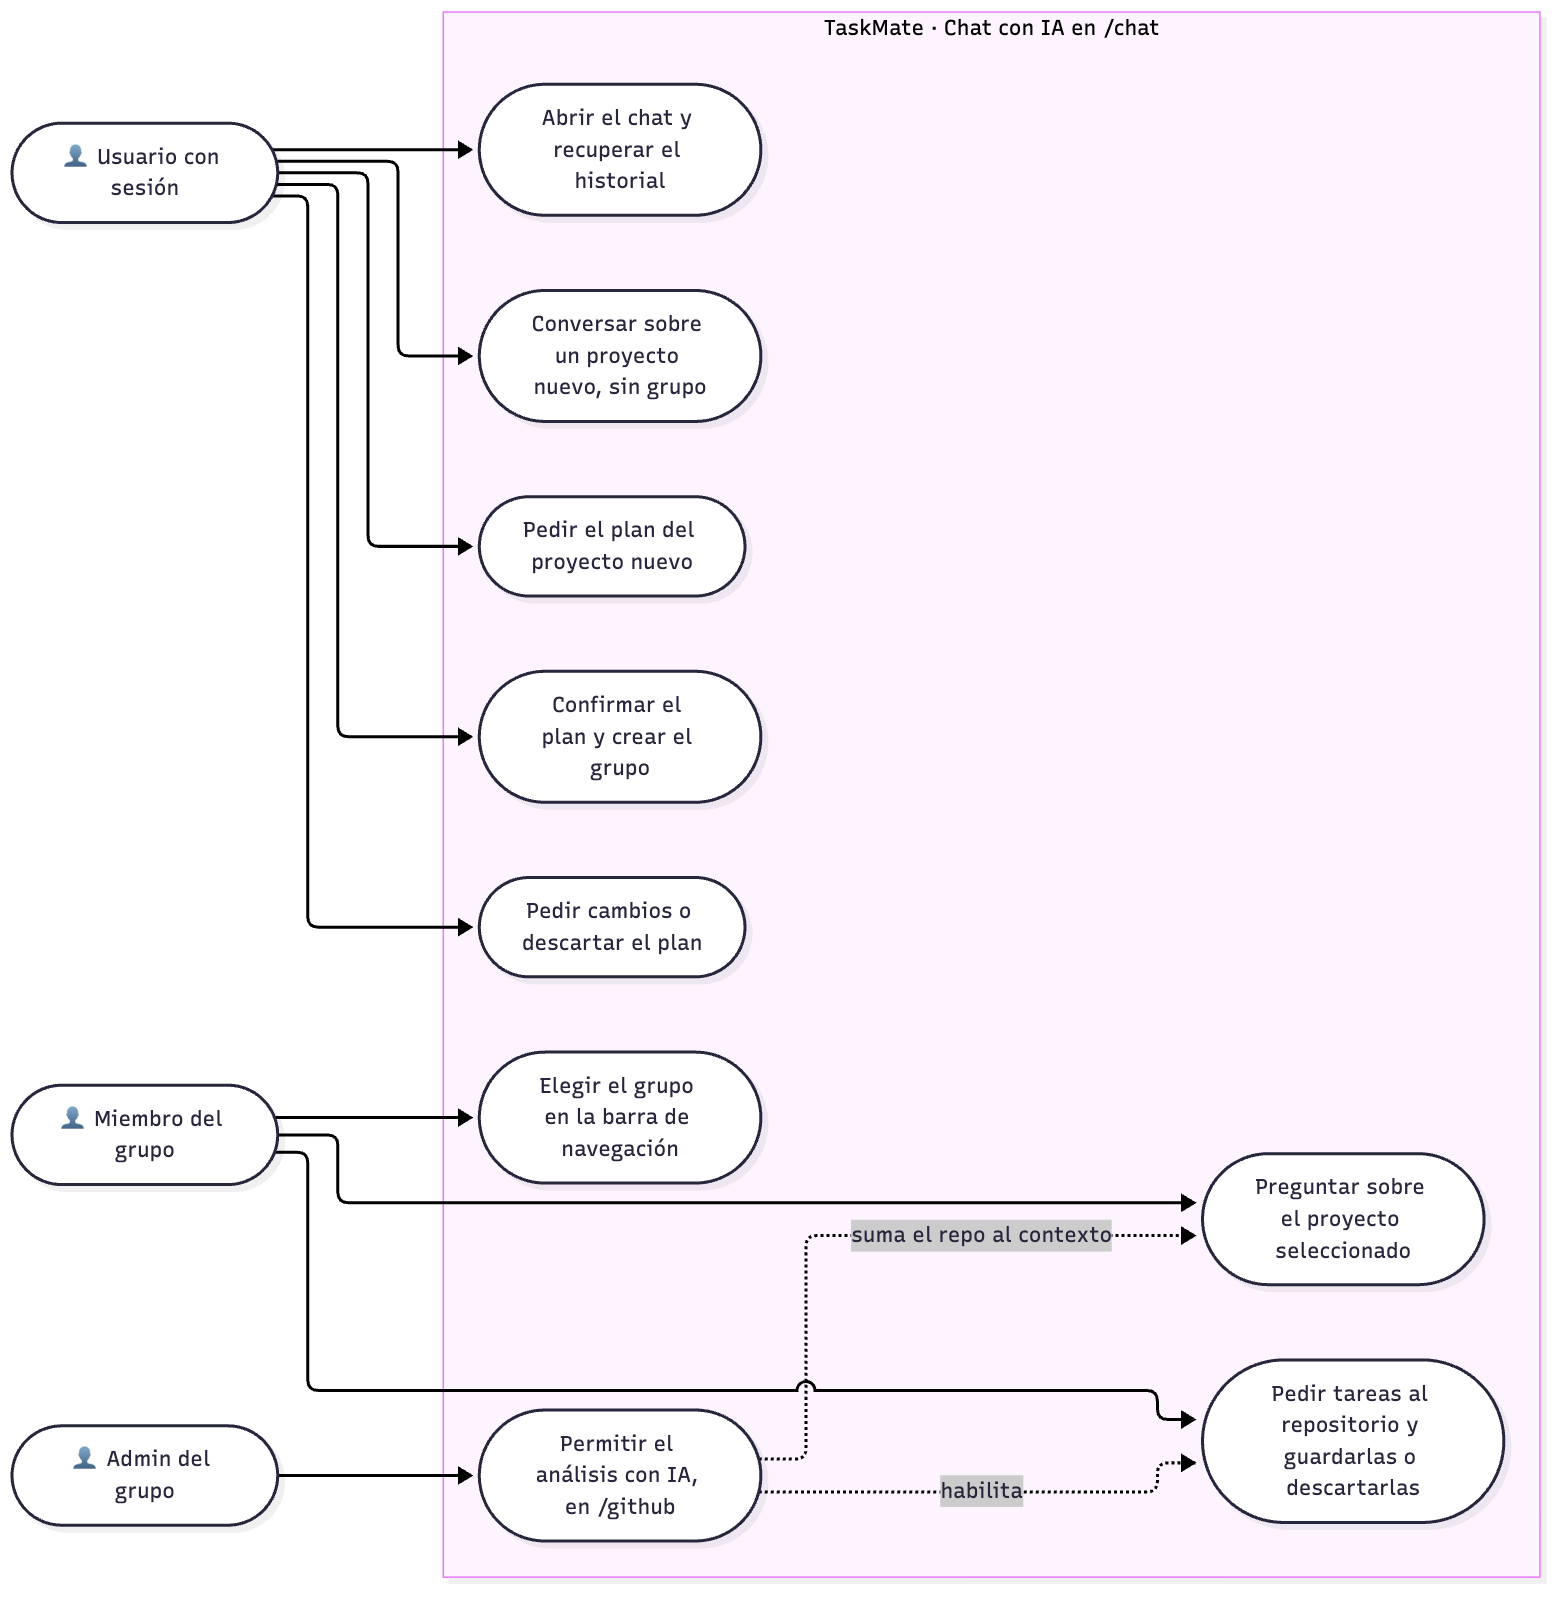 TaskMate · Chat con IA en /chat
Usuario con
sesión
Abrir el chat y
recuperar el
historial
Conversar sobre
un proyecto
nuevo, sin grupo
Pedir el plan del
proyecto nuevo
Confirmar el
plan y crear el
grupo
Pedir cambios o
descartar el plan
Miembro del
grupo
Elegir el grupo
en la barra de
navegación
Preguntar sobre
el proyecto
seleccionado
suma el repo al contexto
Pedir tareas al
repositorio y
guardarlas o
descartarlas
Admin del
grupo
Permitir el
análisis con IA,
en /github
habilita